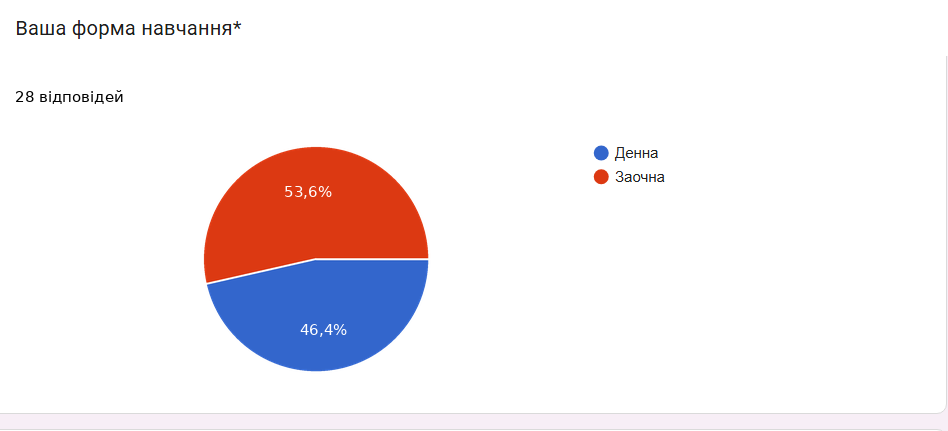 Ваша форма навчання*
28 відповідей
Денна
Заочна
53,6%
46,4%